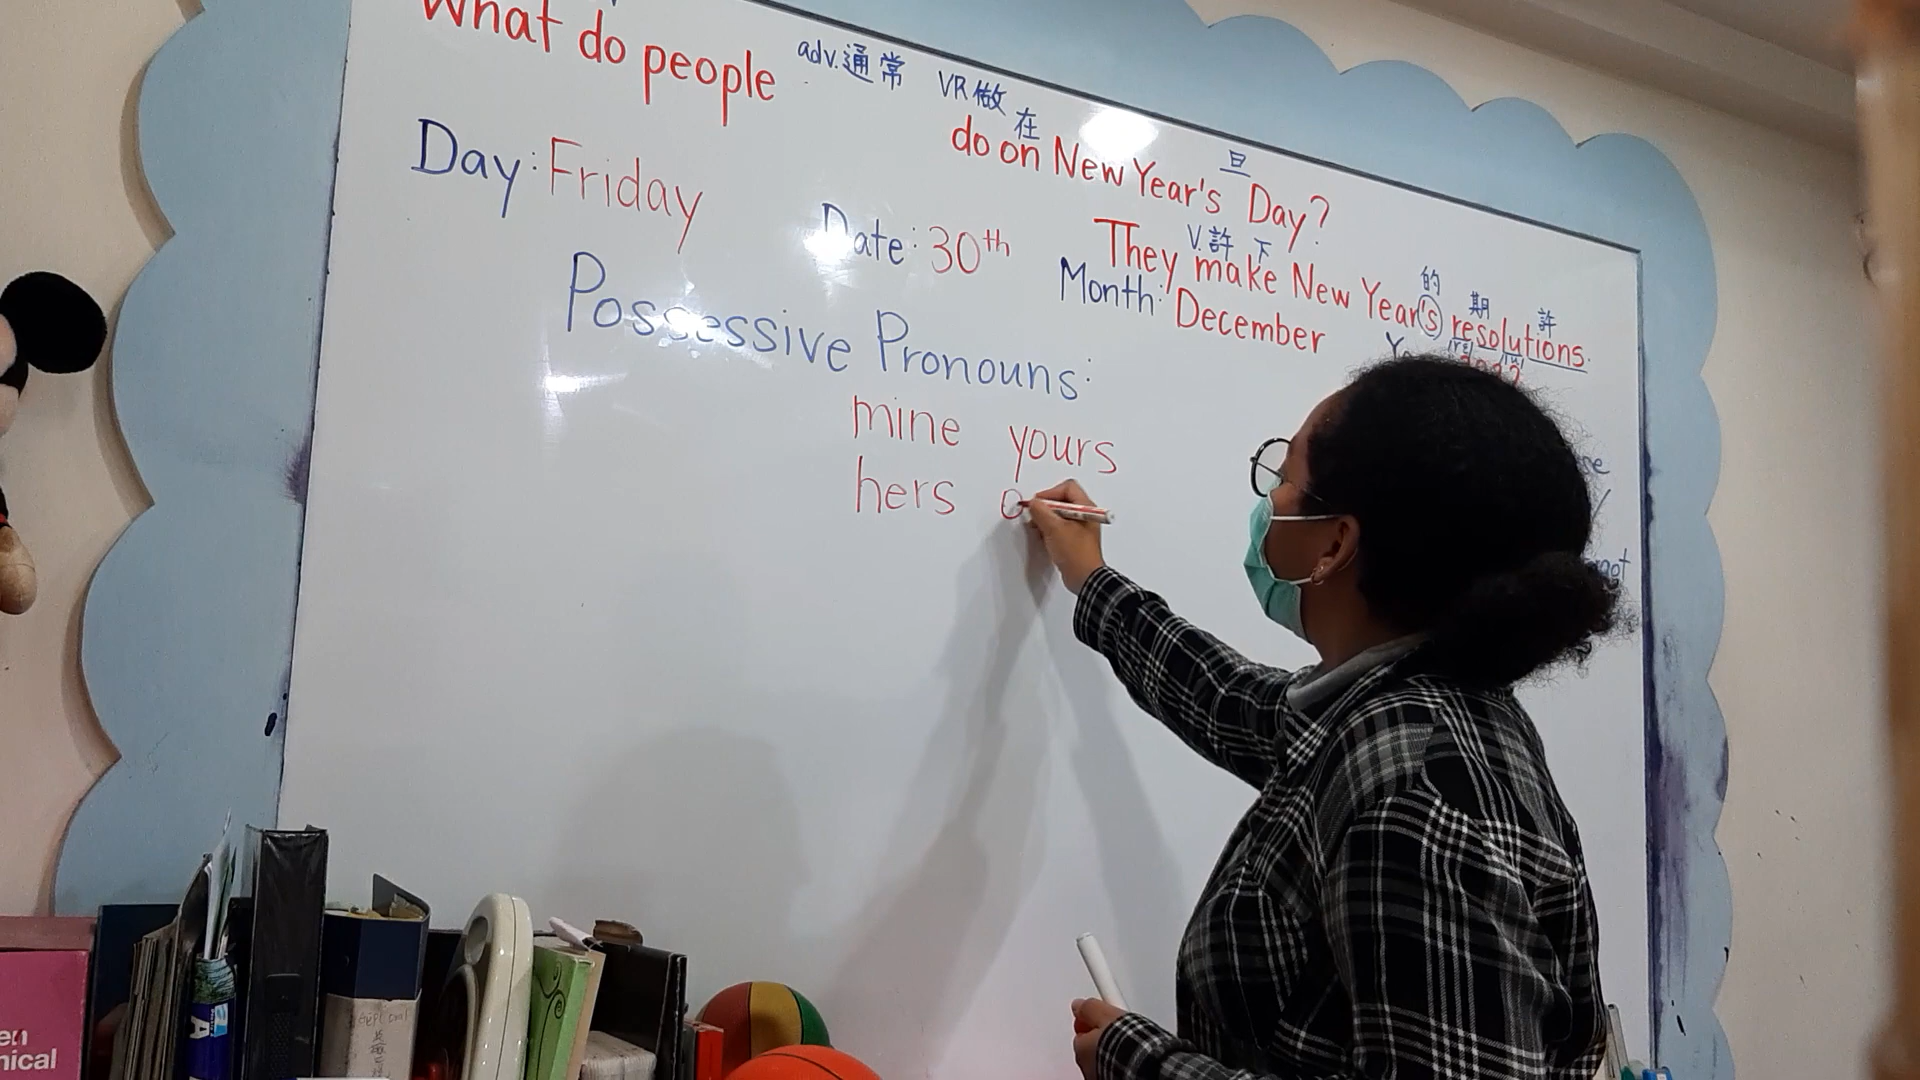 What do people
adv.通常 VR做 在
do on New Year's Day?
旦
Day: Friday
Date: 30th
V.許 下
They make New Year's resolutions.
的 期 許
Month: December
Possessive Pronouns:
mine yours
hers o